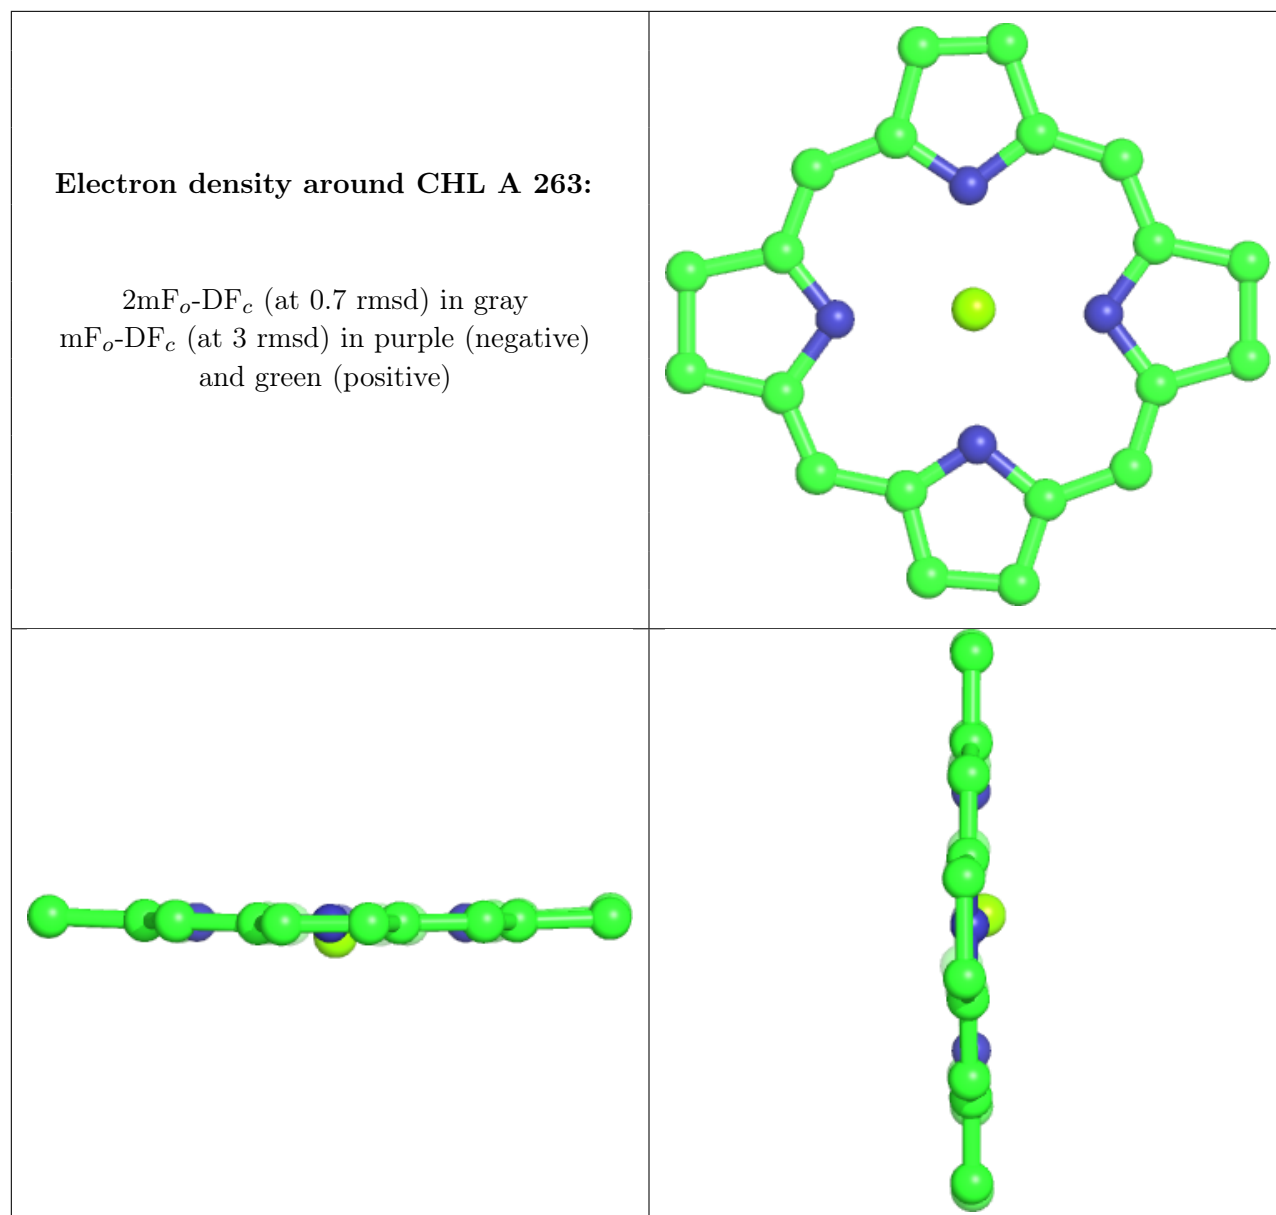 Electron density around CHL A 263:
2mFₒ-DF𝒸 (at 0.7 rmsd) in gray
mFₒ-DF𝒸 (at 3 rmsd) in purple (negative)
and green (positive)